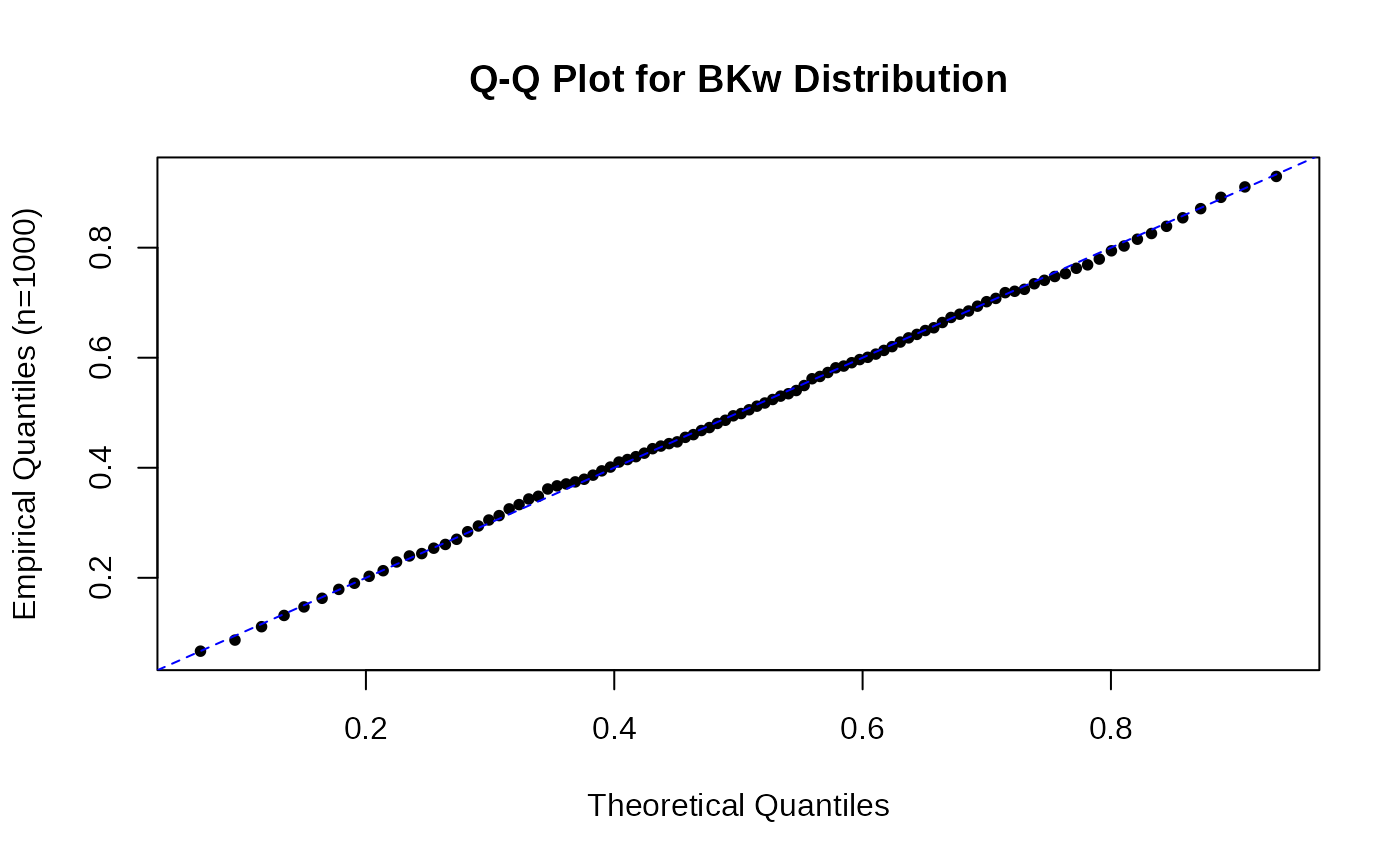 Q-Q Plot for BKw Distribution
Empirical Quantiles (n=1000)
0.8
0.6
0.4
0.2
0.2 0.4 0.6 0.8
Theoretical Quantiles